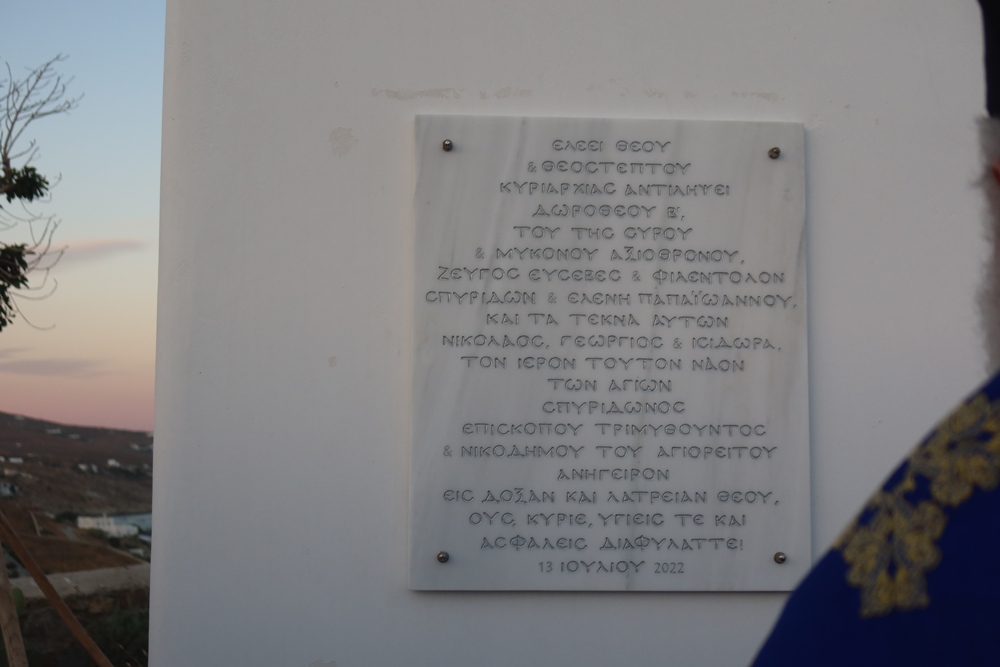 ΕΛΕΕΙ ΘΕΟΥ
& ΘΕΟΣΤΕΠΤΟΥ
ΚΥΡΙΑΡΧΙΑΣ ΑΝΤΙΛΗΨΕΙ
ΔΩΡΟΘΕΟΥ Β΄,
ΤΟΥ ΤΗΣ ΣΥΡΟΥ
& ΜΥΚΟΝΟΥ ΑΞΙΟΘΡΟΝΟΥ,
ΖΕΥΓΟΣ ΕΥΣΕΒΕΣ & ΦΙΛΕΝΤΟΛΟΝ
ΣΠΥΡΙΔΩΝ & ΕΛΕΝΗ ΠΑΠΑΪΩΑΝΝΟΥ,
ΚΑΙ ΤΑ ΤΕΚΝΑ ΑΥΤΩΝ
ΝΙΚΟΛΑΟΣ, ΓΕΩΡΓΙΟΣ & ΙΣΙΔΩΡΑ,
ΤΟΝ ΙΕΡΟΝ ΤΟΥΤΟΝ ΝΑΟΝ
ΤΩΝ ΑΓΙΩΝ
ΣΠΥΡΙΔΩΝΟΣ
ΕΠΙΣΚΟΠΟΥ ΤΡΙΜΥΘΟΥΝΤΟΣ
& ΝΙΚΟΔΗΜΟΥ ΤΟΥ ΑΓΙΟΡΕΙΤΟΥ
ΑΝΗΓΕΙΡΟΝ
ΕΙΣ ΔΟΞΑΝ ΚΑΙ ΛΑΤΡΕΙΑΝ ΘΕΟΥ,
ΟΥΣ, ΚΥΡΙΕ, ΥΓΙΕΙΣ ΤΕ ΚΑΙ
ΑΣΦΑΛΕΙΣ ΔΙΑΦΥΛΑΤΤΕ!
13 ΙΟΥΛΙΟΥ 2022